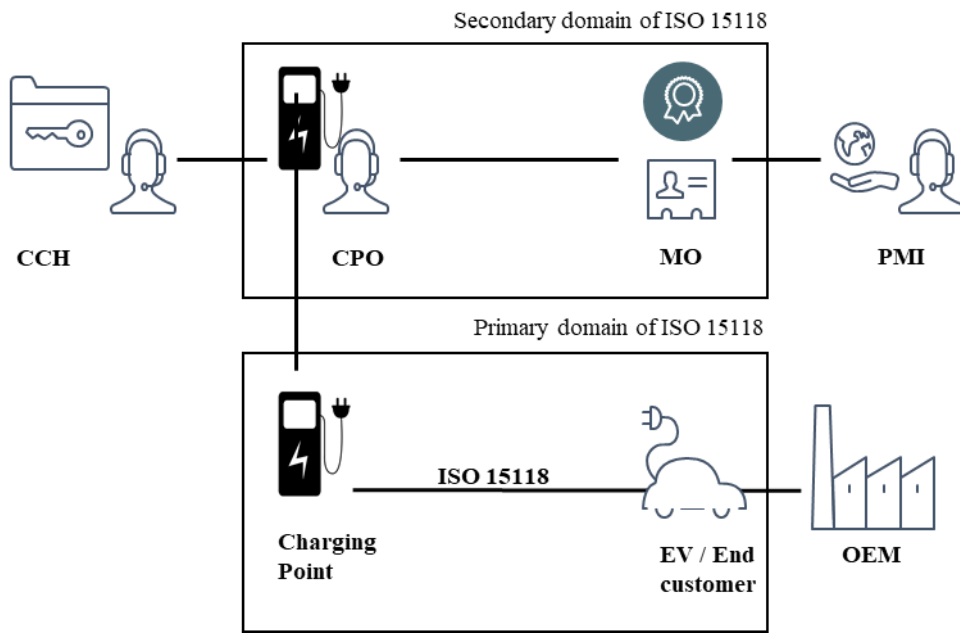 Secondary domain of ISO 15118
CCH
CPO
MO
PMI
Primary domain of ISO 15118
ISO 15118
Charging
Point
EV / End
customer
OEM